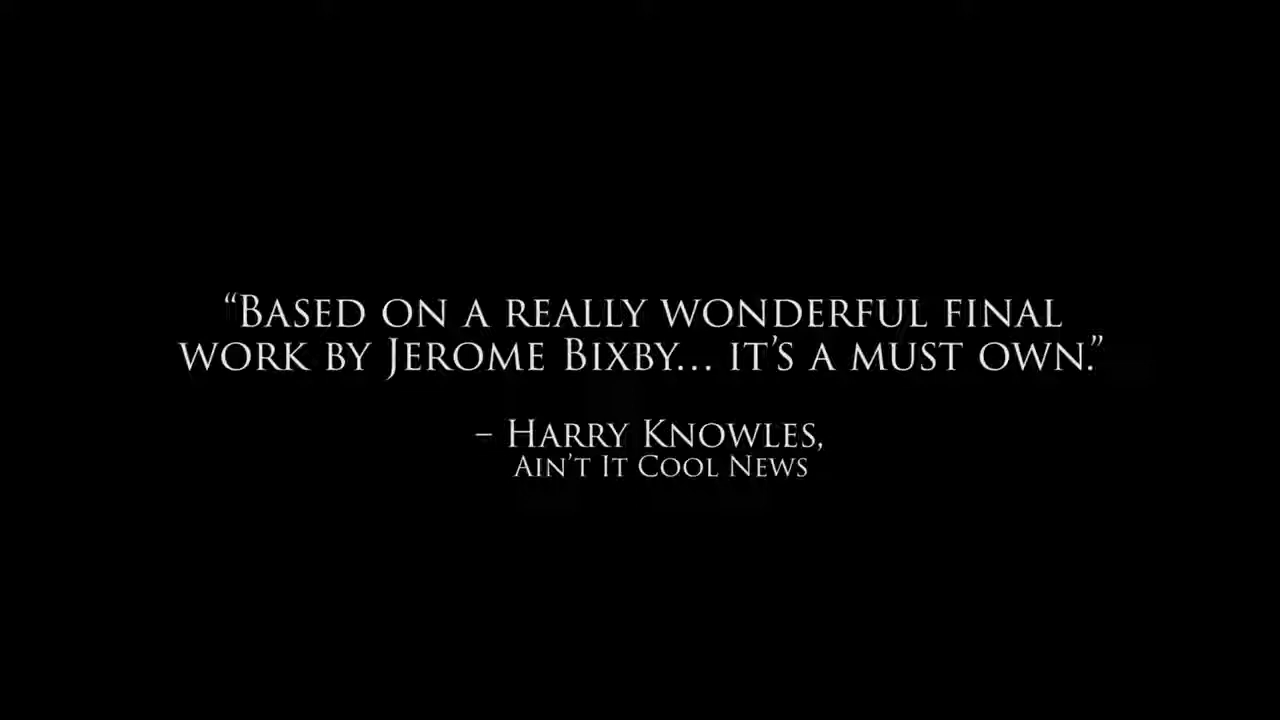 “Based on a really wonderful final
work by Jerome Bixby… it’s a must own.”
– Harry Knowles,
Ain’t It Cool News